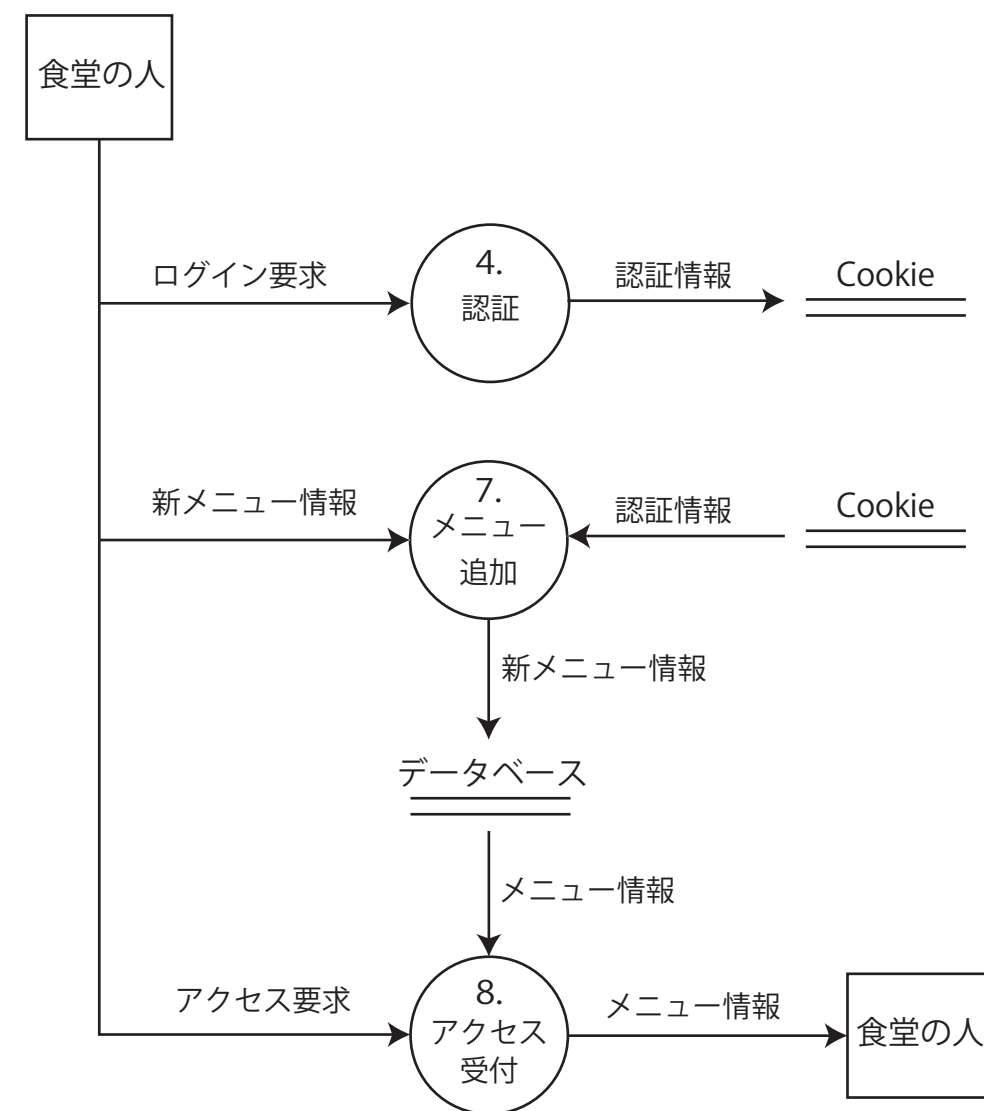 食堂の人
4.
認証
ログイン要求
認証情報
Cookie
7.
メニュー
追加
新メニュー情報
認証情報
Cookie
新メニュー情報
データベース
メニュー情報
8.
アクセス
受付
アクセス要求
メニュー情報
食堂の人